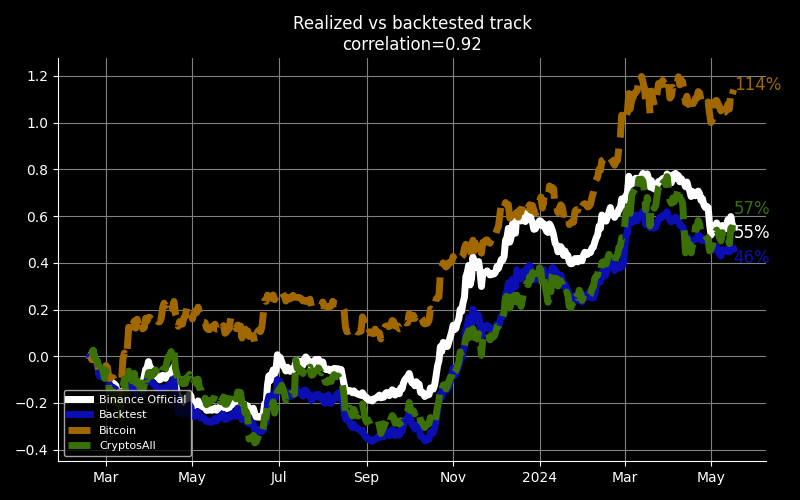 Realized vs backtested track
correlation=0.92
1.2
1.0
0.8
0.6
0.4
0.2
0.0
−0.2
−0.4
114%
57%
55%
46%
Binance Official
Backtest
Bitcoin
CryptosAll
Mar May Jul Sep Nov 2024 Mar May